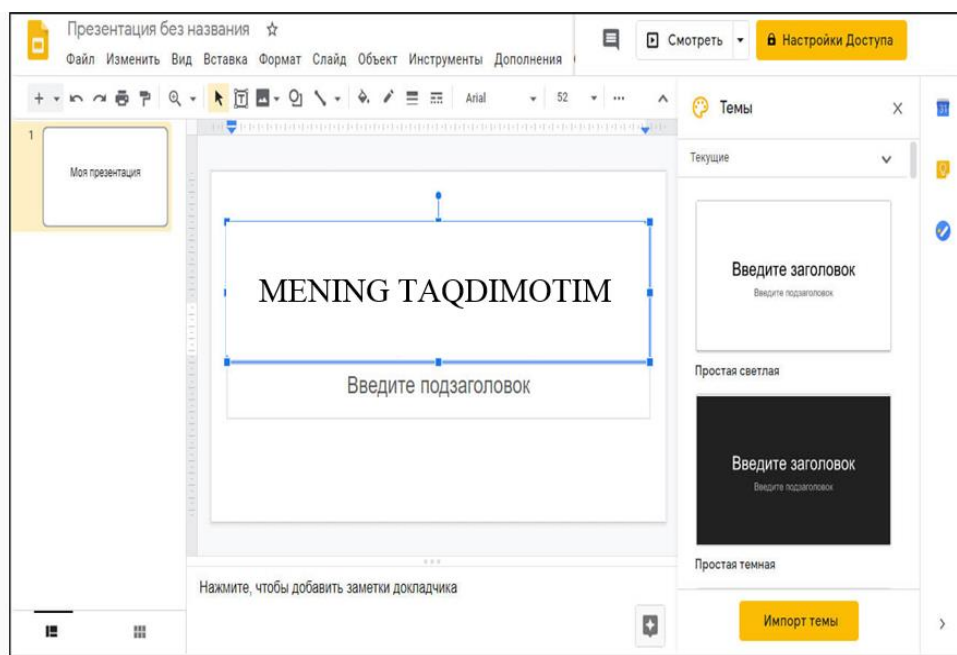 Презентация без названия
Файл Изменить Вид Вставка Формат Слайд Объект Инструменты Дополнения
Смотреть
Настройки Доступа
Arial
52
Темы
Текущие
31
1
Моя презентация
MENING TAQDIMOTIM
Введите подзаголовок
Введите заголовок
Введите подзаголовок
Простая светлая
Введите заголовок
Введите подзаголовок
Простая темная
Нажмите, чтобы добавить заметки докладчика
Импорт темы